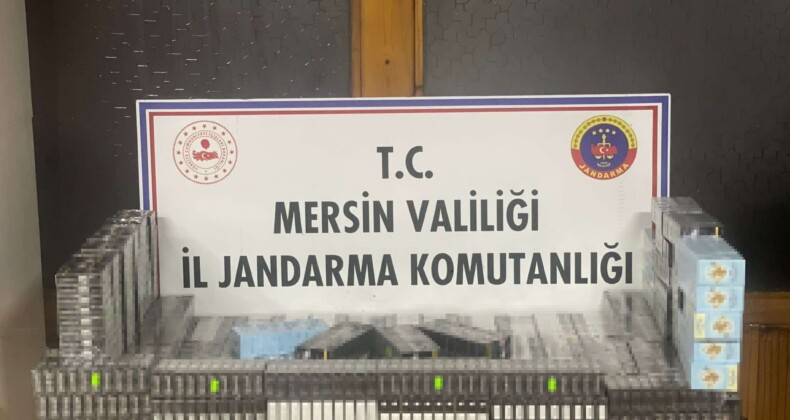 T.C.
MERSİN VALİLİĞİ
İL JANDARMA KOMUTANLIĞI
JANDARMA